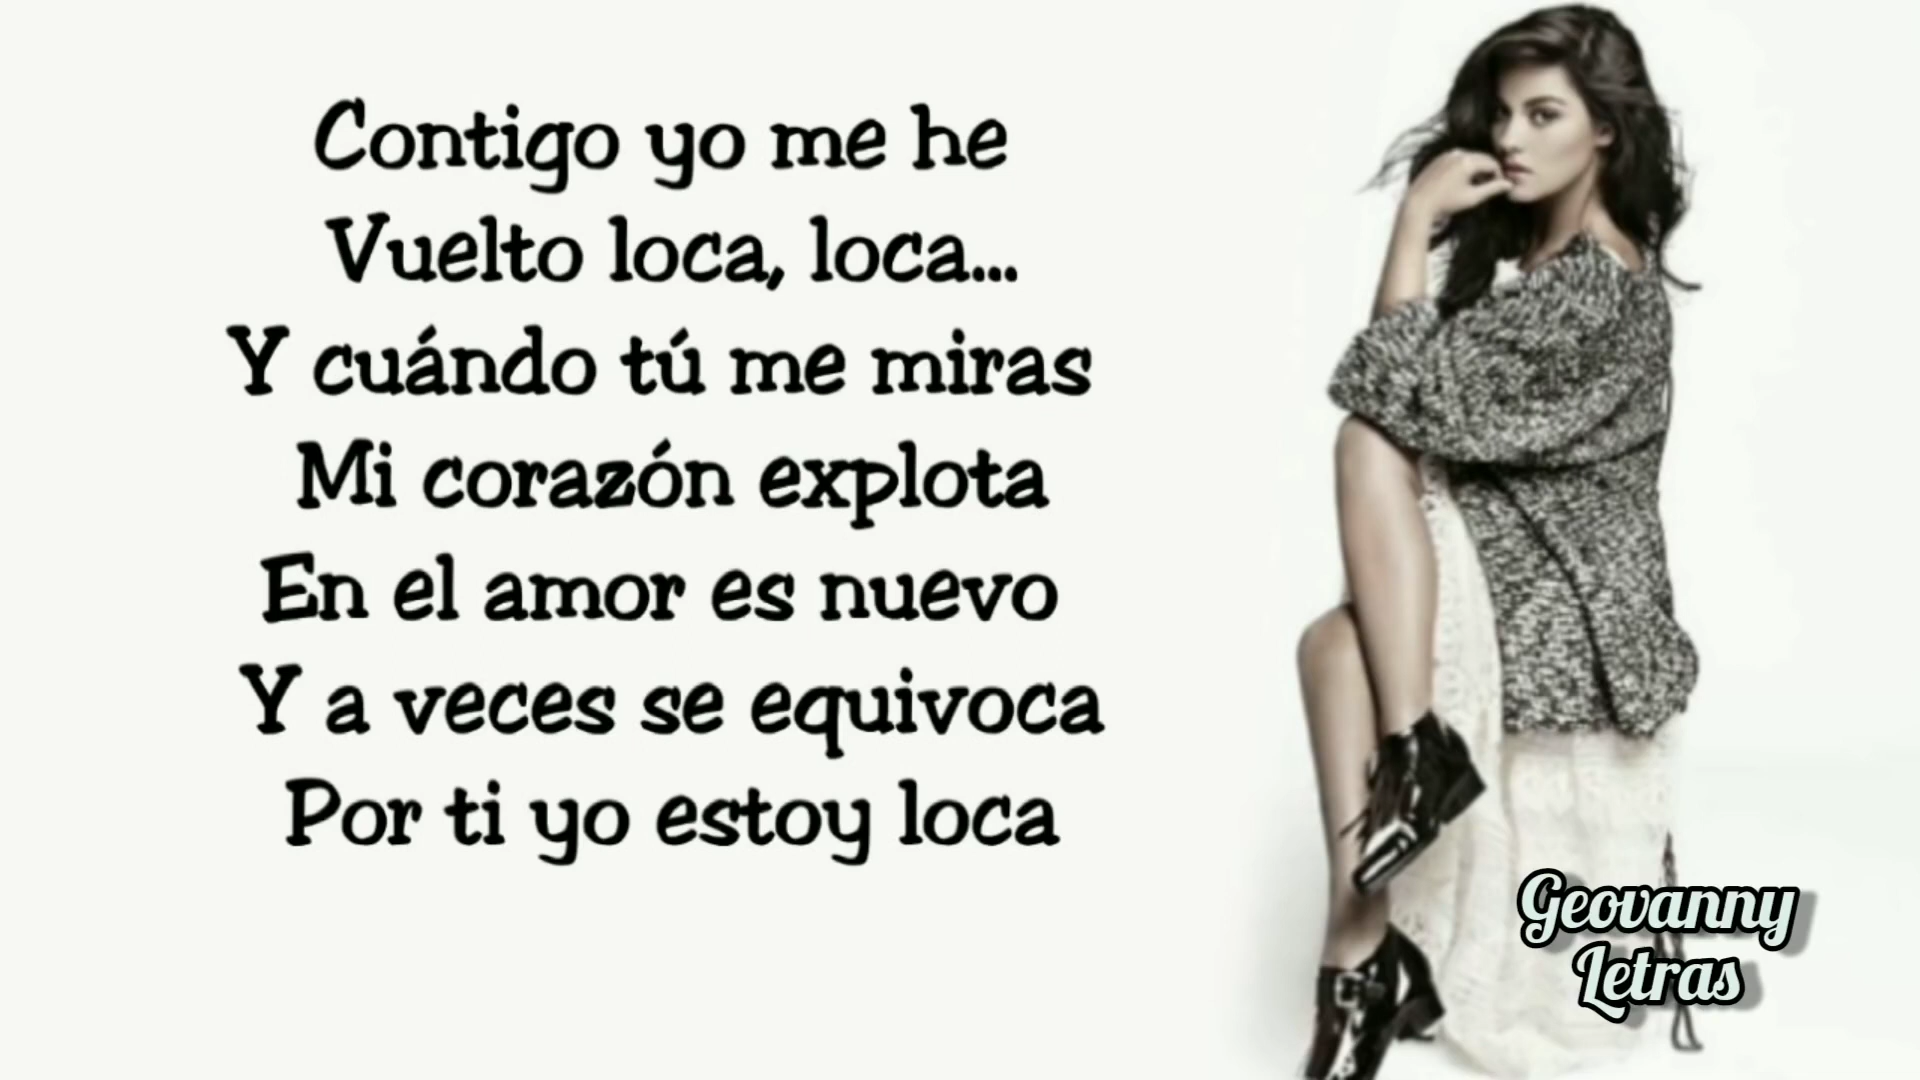 Contigo yo me he
Vuelto loca, loca...
Y cuándo tú me miras
Mi corazón explota
En el amor es nuevo
Y a veces se equivoca
Por ti yo estoy loca
Geovanny
Letras